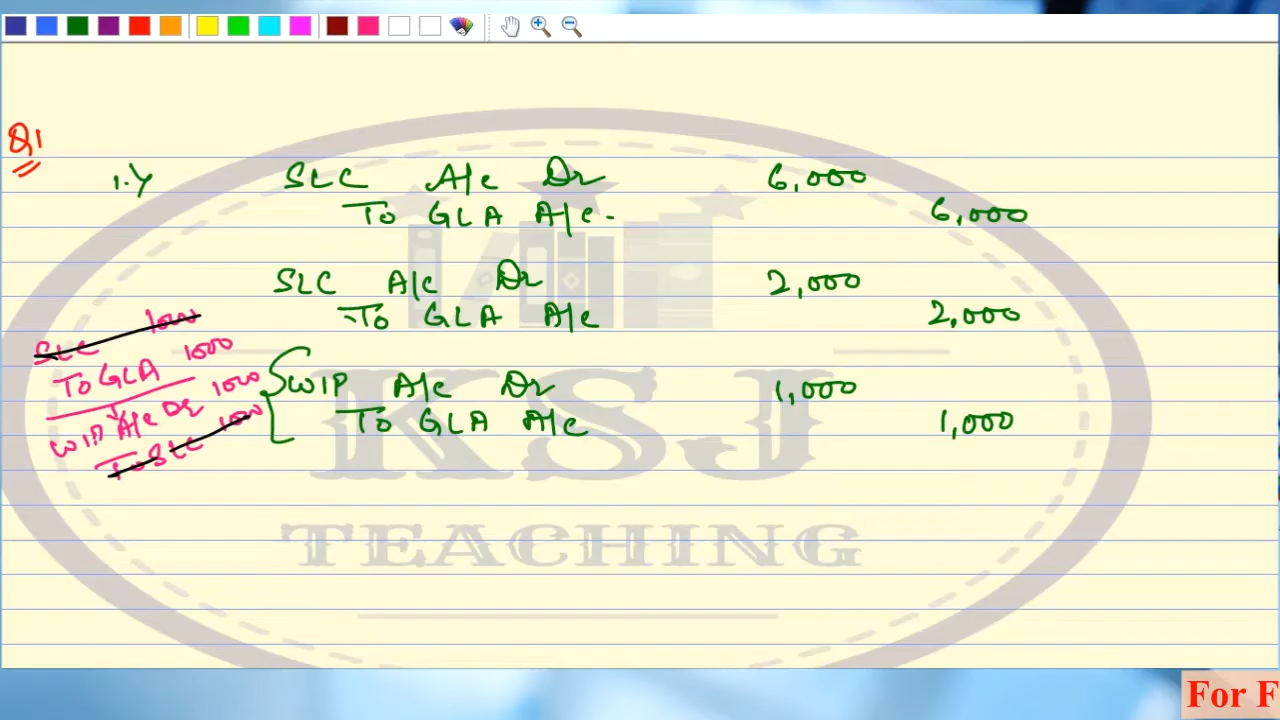 Q1
1.Y SLC A/c Dr 6,000
To GLA A/c. 6,000
SLC A/c Dr 2,000
To GLA A/c 2,000
WIP A/c Dr 1,000
To GLA A/c 1,000
SLC 1000
To GLA 1000
WIP A/c Dr 1000
To SLC 1000
KSJ
TEACHING
For F